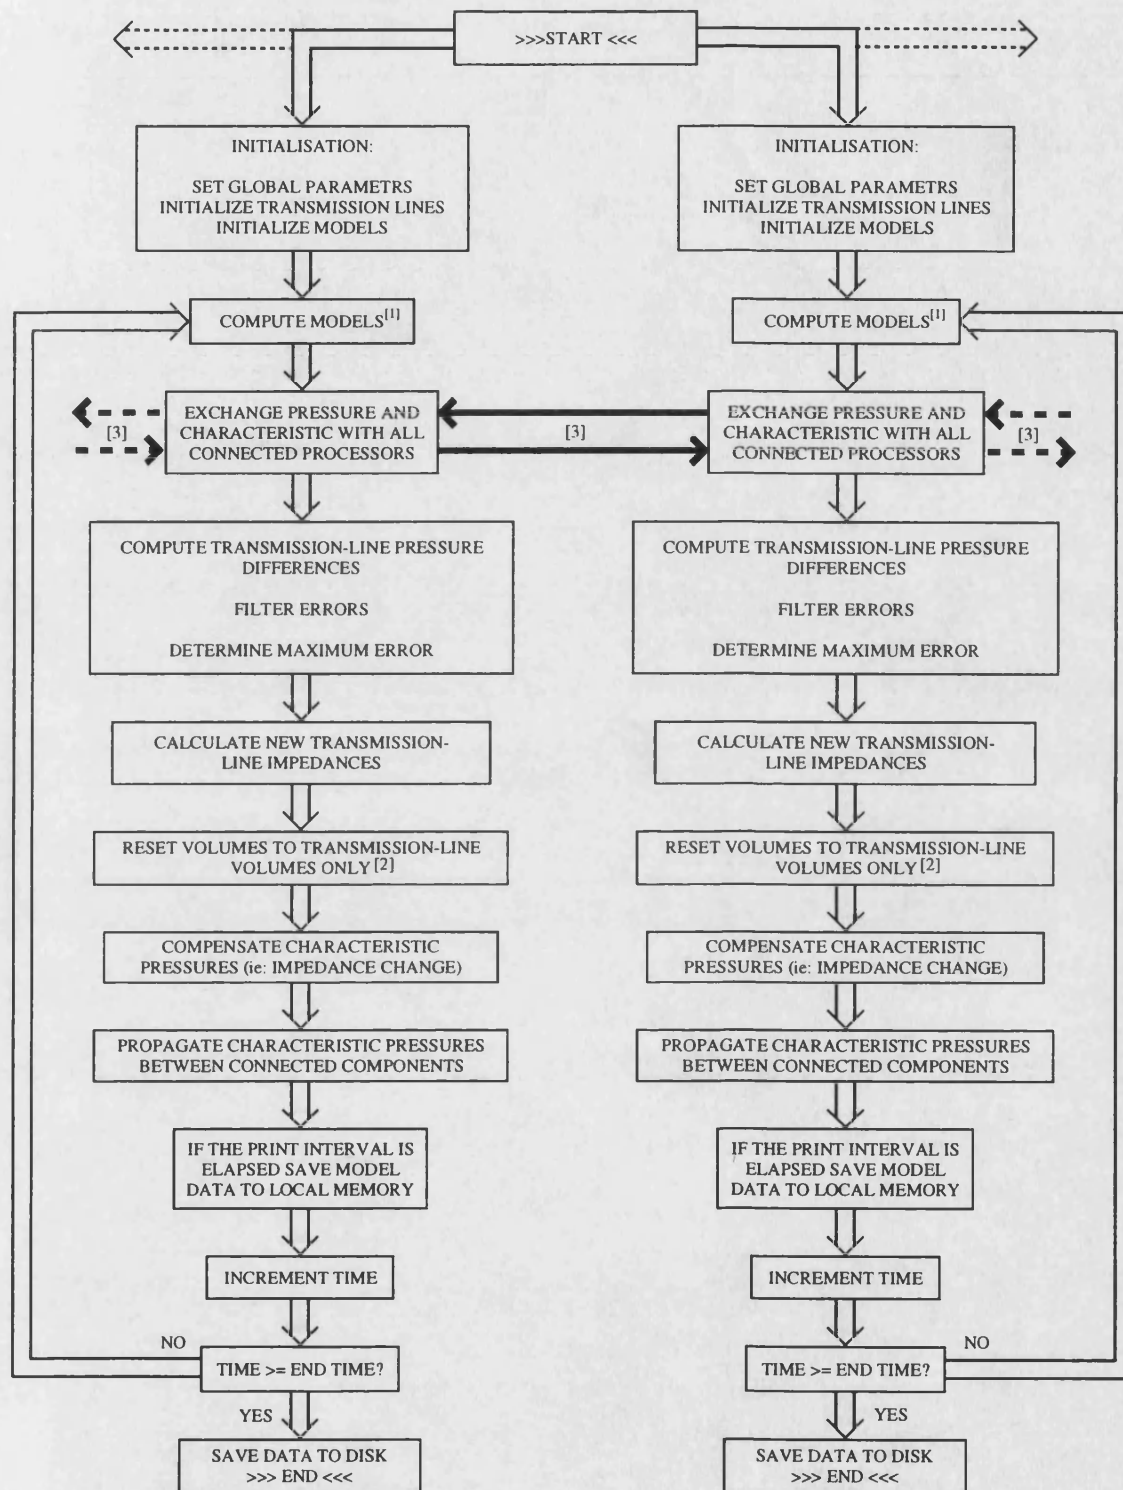 >>>START <<<
INITIALISATION:
SET GLOBAL PARAMETRS
INITIALIZE TRANSMISSION LINES
INITIALIZE MODELS
COMPUTE MODELS[1]
EXCHANGE PRESSURE AND
CHARACTERISTIC WITH ALL
CONNECTED PROCESSORS
[3]
[3]
COMPUTE TRANSMISSION-LINE PRESSURE
DIFFERENCES
FILTER ERRORS
DETERMINE MAXIMUM ERROR
CALCULATE NEW TRANSMISSION-
LINE IMPEDANCES
RESET VOLUMES TO TRANSMISSION-LINE
VOLUMES ONLY [2]
COMPENSATE CHARACTERISTIC
PRESSURES (ie: IMPEDANCE CHANGE)
PROPAGATE CHARACTERISTIC PRESSURES
BETWEEN CONNECTED COMPONENTS
IF THE PRINT INTERVAL IS
ELAPSED SAVE MODEL
DATA TO LOCAL MEMORY
INCREMENT TIME
NO
TIME >= END TIME?
YES
SAVE DATA TO DISK
>>> END <<<
INITIALISATION:
SET GLOBAL PARAMETRS
INITIALIZE TRANSMISSION LINES
INITIALIZE MODELS
COMPUTE MODELS[1]
EXCHANGE PRESSURE AND
CHARACTERISTIC WITH ALL
CONNECTED PROCESSORS
[3]
COMPUTE TRANSMISSION-LINE PRESSURE
DIFFERENCES
FILTER ERRORS
DETERMINE MAXIMUM ERROR
CALCULATE NEW TRANSMISSION-
LINE IMPEDANCES
RESET VOLUMES TO TRANSMISSION-LINE
VOLUMES ONLY [2]
COMPENSATE CHARACTERISTIC
PRESSURES (ie: IMPEDANCE CHANGE)
PROPAGATE CHARACTERISTIC PRESSURES
BETWEEN CONNECTED COMPONENTS
IF THE PRINT INTERVAL IS
ELAPSED SAVE MODEL
DATA TO LOCAL MEMORY
INCREMENT TIME
NO
TIME >= END TIME?
YES
SAVE DATA TO DISK
>>> END <<<